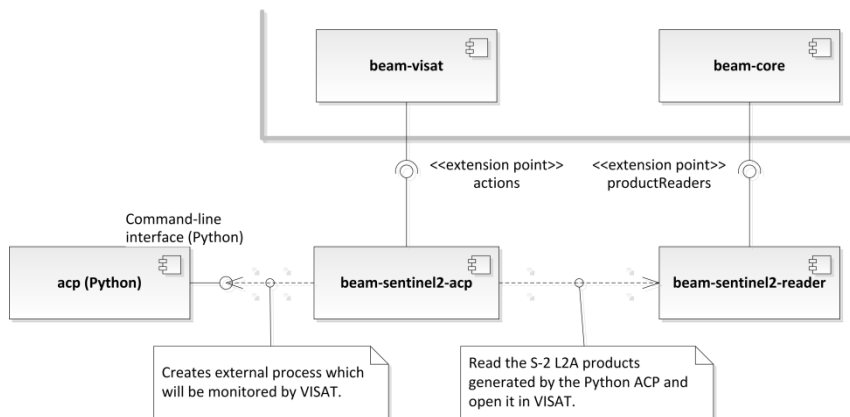 beam-visat
beam-core
<<extension point>>
actions
<<extension point>>
productReaders
Command-line
interface (Python)
acp (Python)
beam-sentinel2-acp
beam-sentinel2-reader
Creates external process which
will be monitored by VISAT.
Read the S-2 L2A products
generated by the Python ACP and
open it in VISAT.